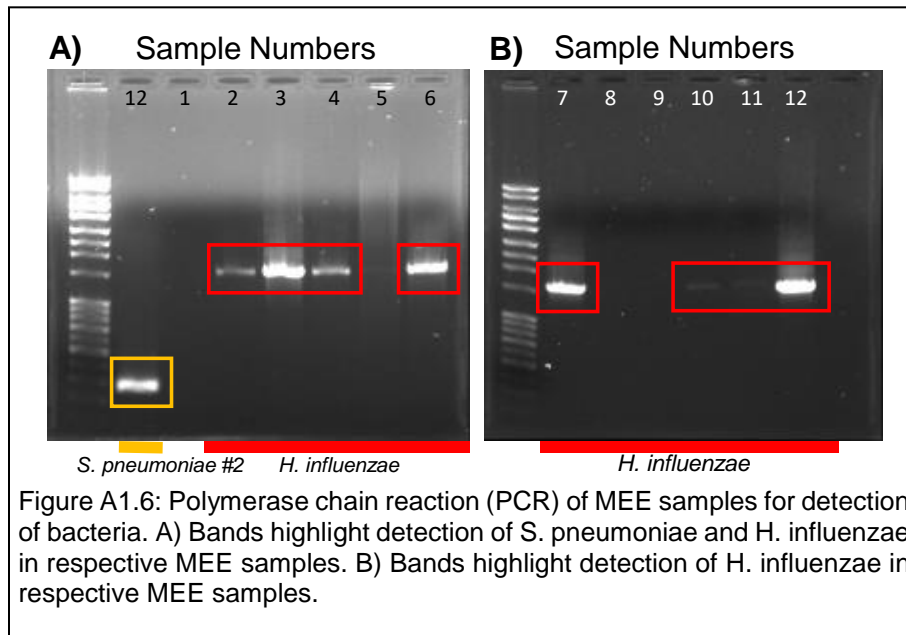 A) Sample Numbers
12 1 2 3 4 5 6
S. pneumoniae #2 H. influenzae
B) Sample Numbers
7 8 9 10 11 12
H. influenzae
Figure A1.6: Polymerase chain reaction (PCR) of MEE samples for detection
of bacteria. A) Bands highlight detection of S. pneumoniae and H. influenzae
in respective MEE samples. B) Bands highlight detection of H. influenzae in
respective MEE samples.